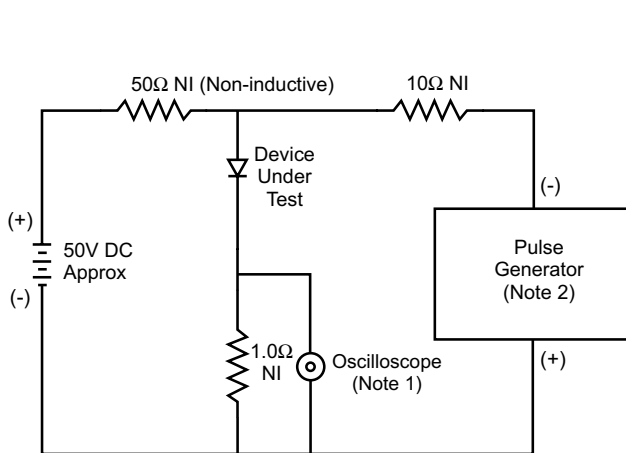 50Ω NI (Non-inductive)
10Ω NI
Device
Under
Test
(-)
(+)
50V DC
Approx
(-)
Pulse
Generator
(Note 2)
1.0Ω
NI
Oscilloscope
(Note 1)
(+)